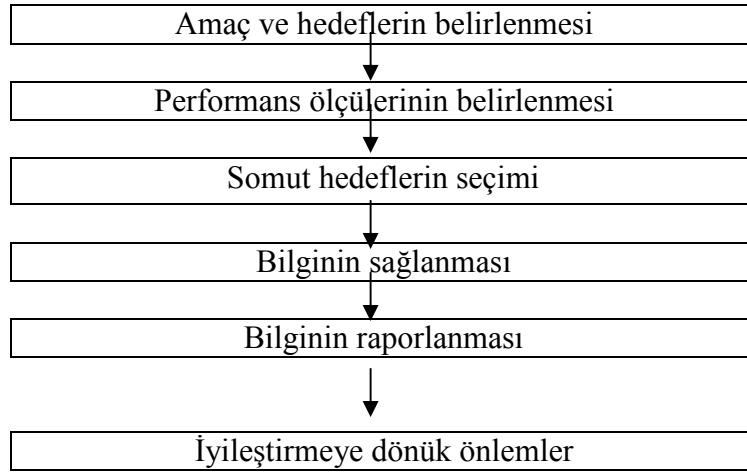 Amaç ve hedeflerin belirlenmesi
Performans ölçülerinin belirlenmesi
Somut hedeflerin seçimi
Bilginin sağlanması
Bilginin raporlanması
İyileştirmeye dönük önlemler